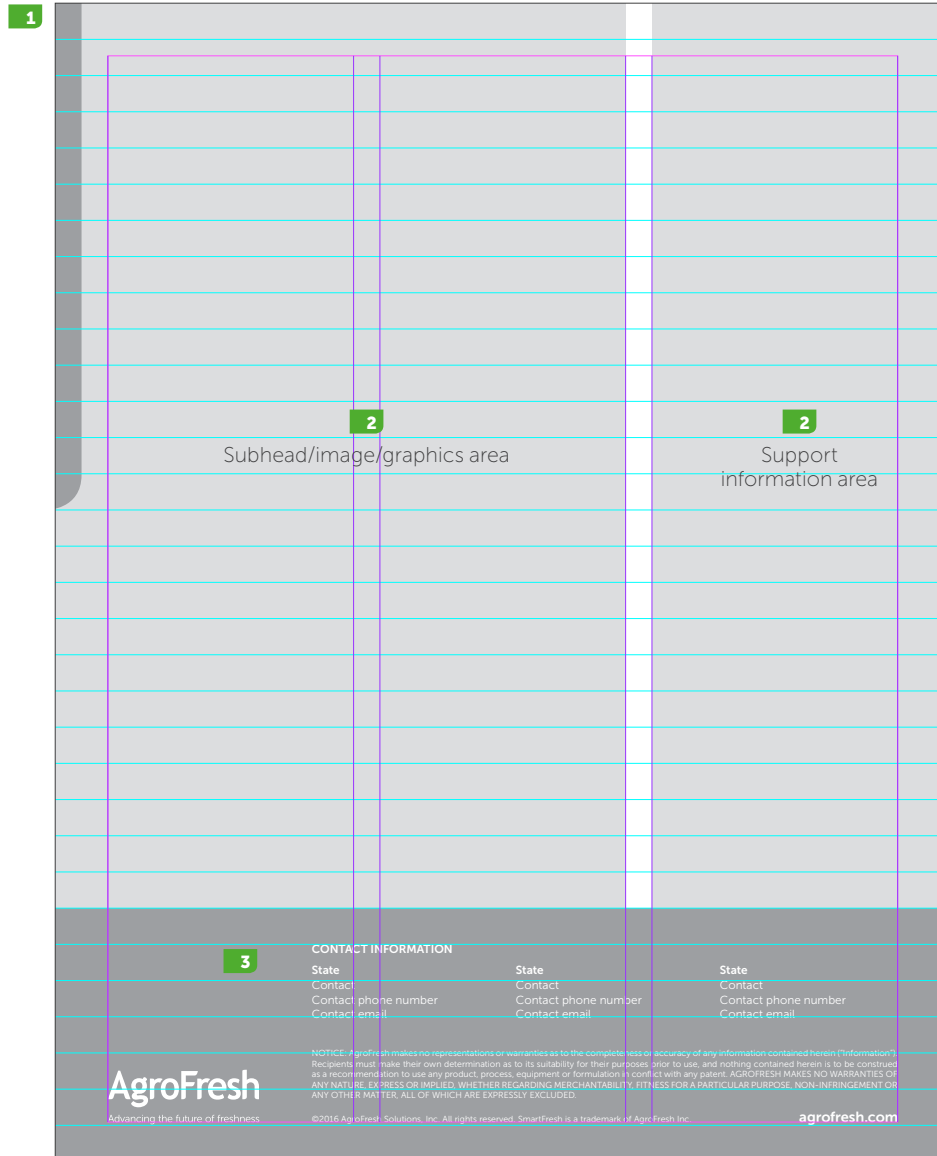 1
2
Subhead/image/graphics area
2
Support
information area
3
CONTACT INFORMATION
State
Contact
Contact phone number
Contact email
State
Contact
Contact phone number
Contact email
State
Contact
Contact phone number
Contact email
NOTICE: AgroFresh makes no representations or warranties as to the completeness or accuracy of any information contained herein ("Information").
Recipients must make their own determination as to its suitability for their purposes prior to use, and nothing contained herein is to be construed
as a recommendation to use any product, process, equipment or formulation in conflict with any patent. AGROFRESH MAKES NO WARRANTIES OF
ANY NATURE, EXPRESS OR IMPLIED, WHETHER REGARDING MERCHANTABILITY, FITNESS FOR A PARTICULAR PURPOSE, NON-INFRINGEMENT OR
ANY OTHER MATTER, ALL OF WHICH ARE EXPRESSLY EXCLUDED.
AgroFresh
Advancing the future of freshness
©2016 AgroFresh Solutions, Inc. All rights reserved. SmartFresh is a trademark of AgroFresh Inc.
agrofresh.com